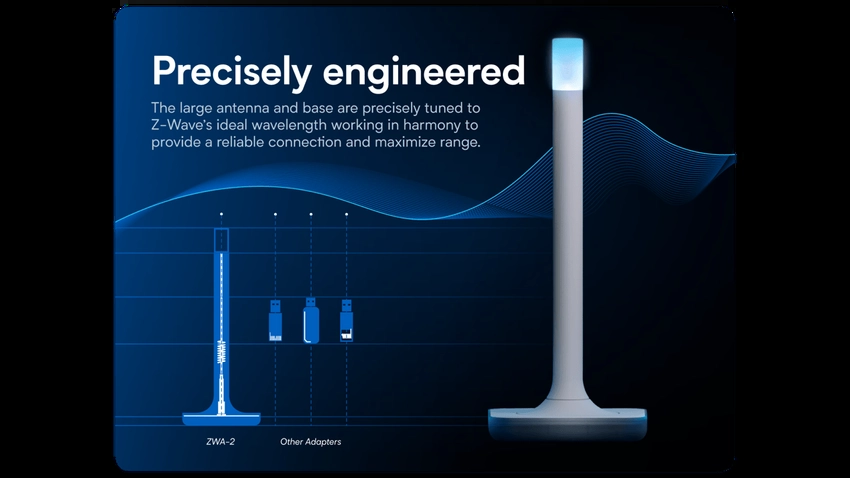 Precisely engineered
The large antenna and base are precisely tuned to
Z-Wave's ideal wavelength working in harmony to
provide a reliable connection and maximize range.
ZWA-2
Other Adapters